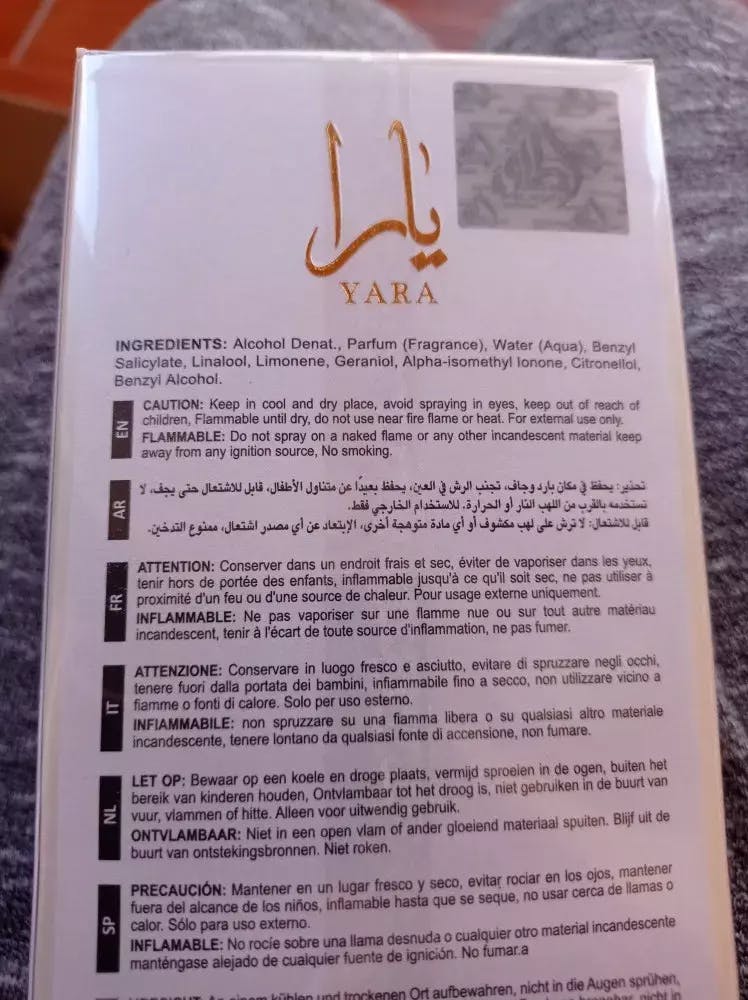 يارا
YARA
INGREDIENTS: Alcohol Denat., Parfum (Fragrance), Water (Aqua), Benzyl
Salicylate, Linalool, Limonene, Geraniol, Alpha-isomethyl Ionone, Citronellol,
Benzyl Alcohol.
EN
CAUTION: Keep in cool and dry place, avoid spraying in eyes, keep out of reach of
children, Flammable until dry, do not use near fire flame or heat. For external use only.
FLAMMABLE: Do not spray on a naked flame or any other incandescent material keep
away from any ignition source, No smoking.
AR
تحذير: يحفظ في مكان بارد وجاف، تجنب الرش في العين، يحفظ بعيدًا عن متناول الأطفال، قابل للاشتعال حتى يجف، لا
تستخدمه بالقرب من اللهب النار أو الحرارة. للاستخدام الخارجي فقط.
قابل للاشتعال: لا ترش على لهب مكشوف أو أي مادة متوهجة أخرى، الإبتعاد عن أي مصدر اشتعال، ممنوع التدخين.
FR
ATTENTION: Conserver dans un endroit frais et sec, éviter de vaporiser dans les yeux,
tenir hors de portée des enfants, inflammable jusqu'à ce qu'il soit sec, ne pas utiliser à
proximité d'un feu ou d'une source de chaleur. Pour usage externe uniquement.
INFLAMMABLE: Ne pas vaporiser sur une flamme nue ou sur tout autre matériau
incandescent, tenir à l'écart de toute source d'inflammation, ne pas fumer.
IT
ATTENZIONE: Conservare in luogo fresco e asciutto, evitare di spruzzare negli occhi,
tenere fuori dalla portata dei bambini, infiammabile fino a secco, non utilizzare vicino a
fiamme o fonti di calore. Solo per uso esterno.
INFIAMMABILE: non spruzzare su una fiamma libera o su qualsiasi altro materiale
incandescente, tenere lontano da qualsiasi fonte di accensione, non fumare.
NL
LET OP: Bewaar op een koele en droge plaats, vermijd sproeien in de ogen, buiten het
bereik van kinderen houden, Ontvlambaar tot het droog is, niet gebruiken in de buurt van
vuur, vlammen of hitte. Alleen voor uitwendig gebruik.
ONTVLAMBAAR: Niet in een open vlam of ander gloeiend materiaal spuiten. Blijf uit de
buurt van ontstekingsbronnen. Niet roken.
SP
PRECAUCIÓN: Mantener en un lugar fresco y seco, evitar rociar en los ojos, mantener
fuera del alcance de los niños, inflamable hasta que se seque, no usar cerca de llamas o
calor. Sólo para uso externo.
INFLAMABLE: No rocíe sobre una llama desnuda o cualquier otro material incandescente
manténgase alejado de cualquier fuente de ignición. No fumar.a
An einem kühlen und trockenen Ort aufbewahren, nicht in die Augen sprühen,